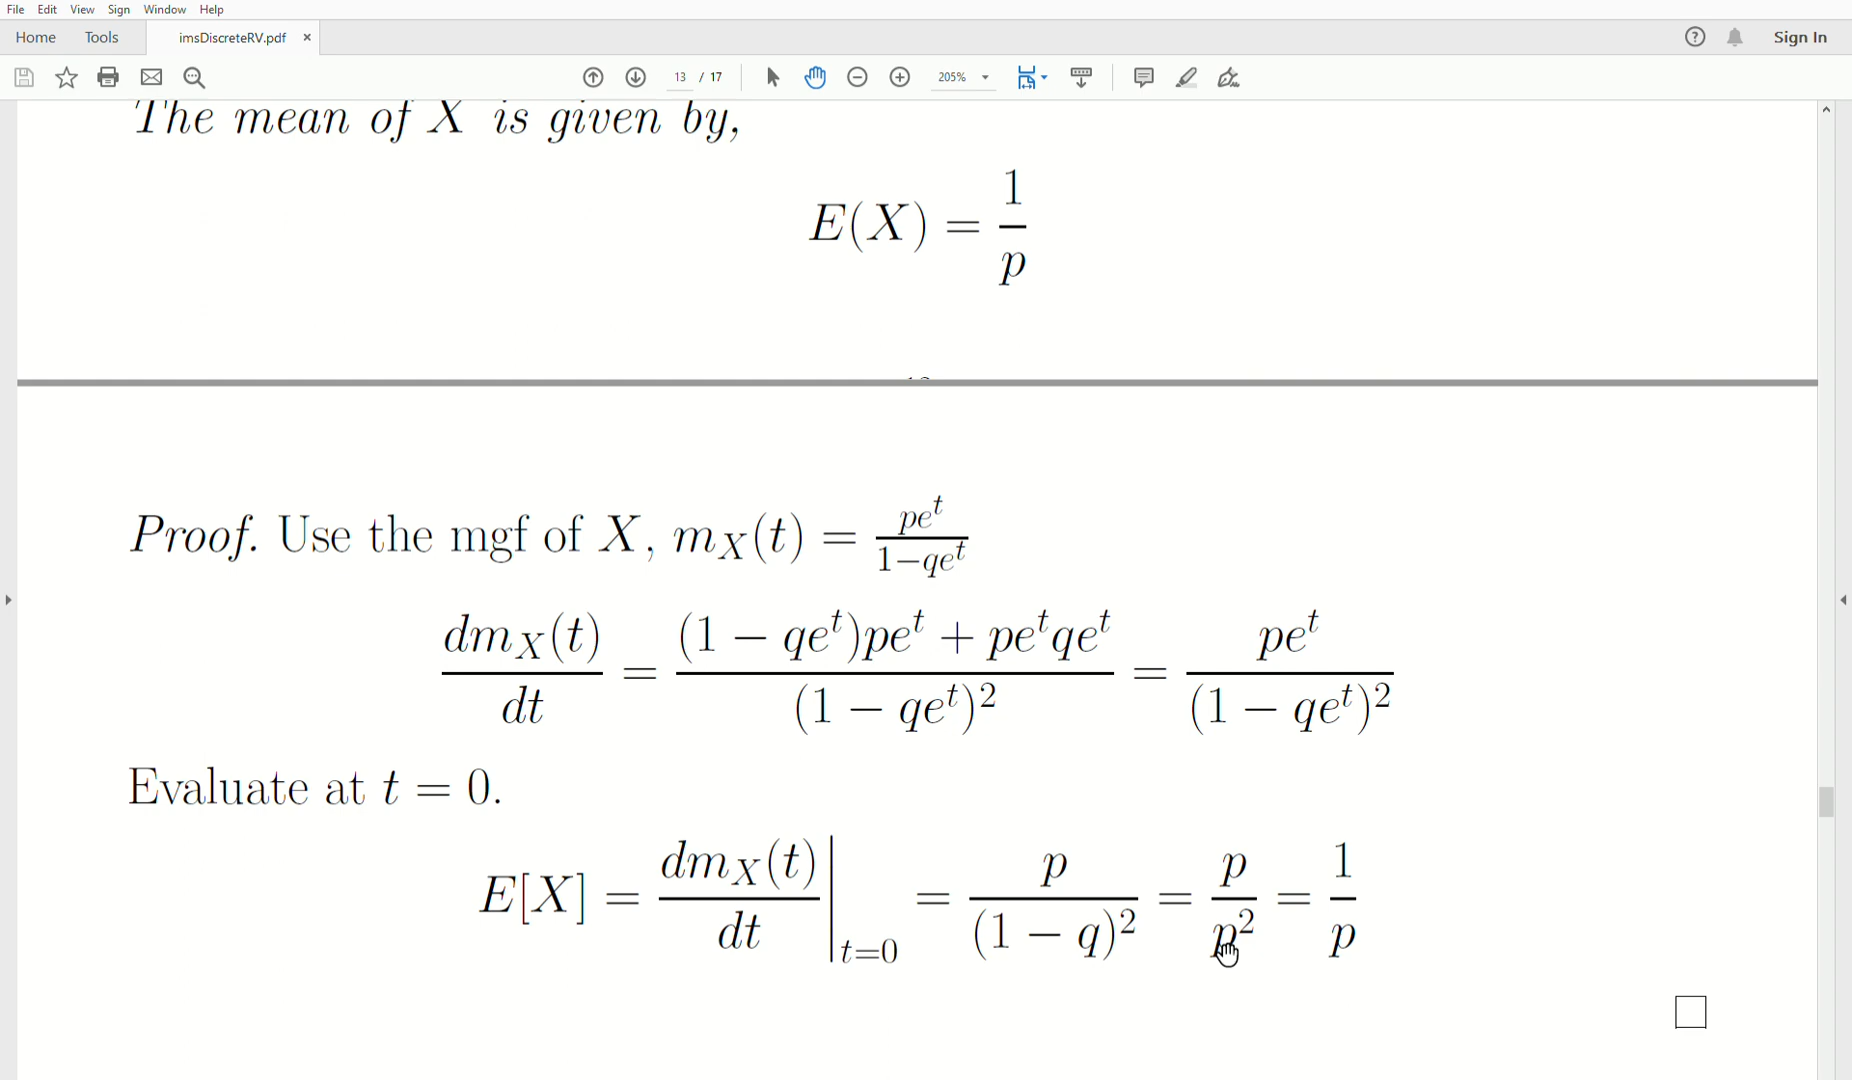 File Edit View Sign Window Help
Home Tools imsDiscreteRV.pdf × Sign In
13 / 17 205%
The mean of X is given by,
E(X) = 1/p
Proof. Use the mgf of X, m_X(t) = pe^t/(1−qe^t)
dm_X(t)/dt = ((1 − qe^t)pe^t + pe^tqe^t)/(1 − qe^t)^2 = pe^t/(1 − qe^t)^2
Evaluate at t = 0.
E[X] = dm_X(t)/dt|_{t=0} = p/(1 − q)^2 = p/p^2 = 1/p